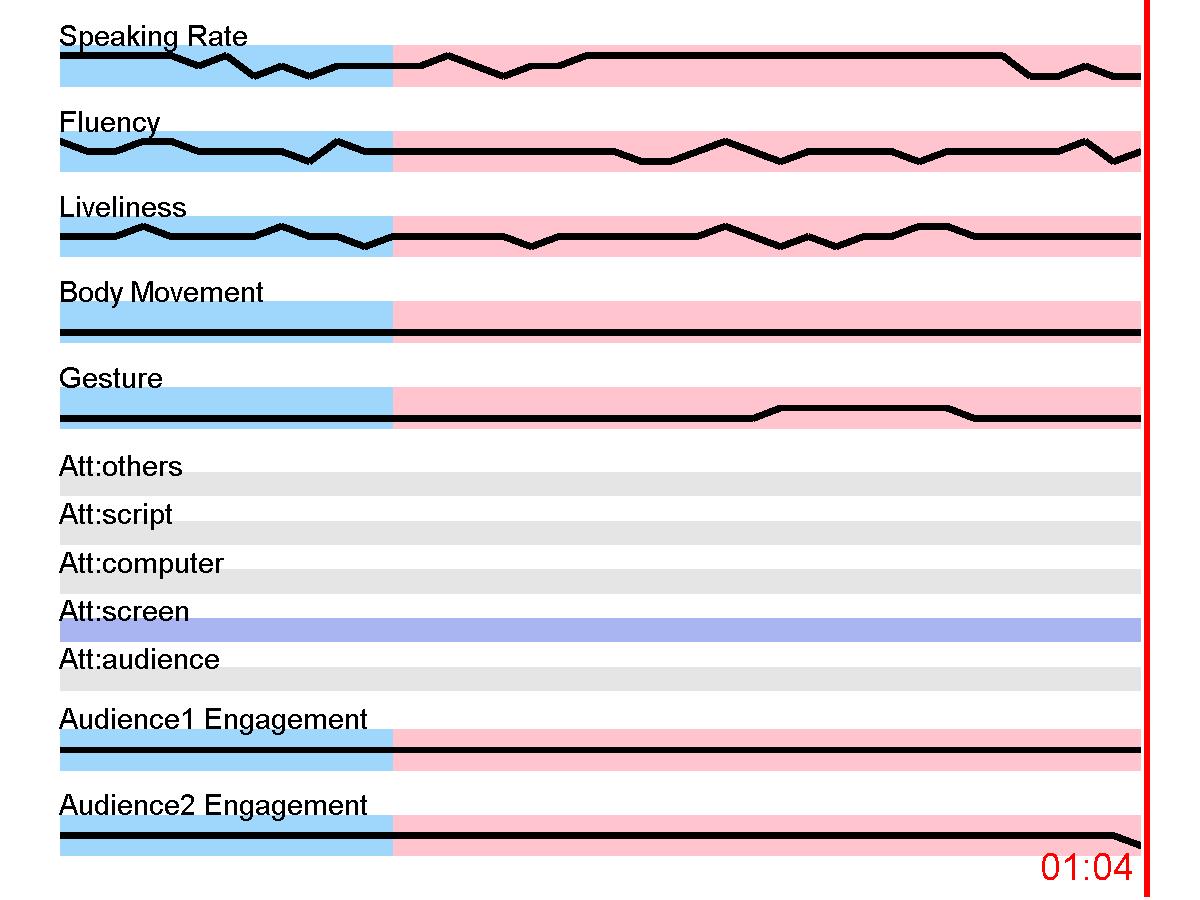 Speaking Rate
Fluency
Liveliness
Body Movement
Gesture
Att:others
Att:script
Att:computer
Att:screen
Att:audience
Audience1 Engagement
Audience2 Engagement
01:04